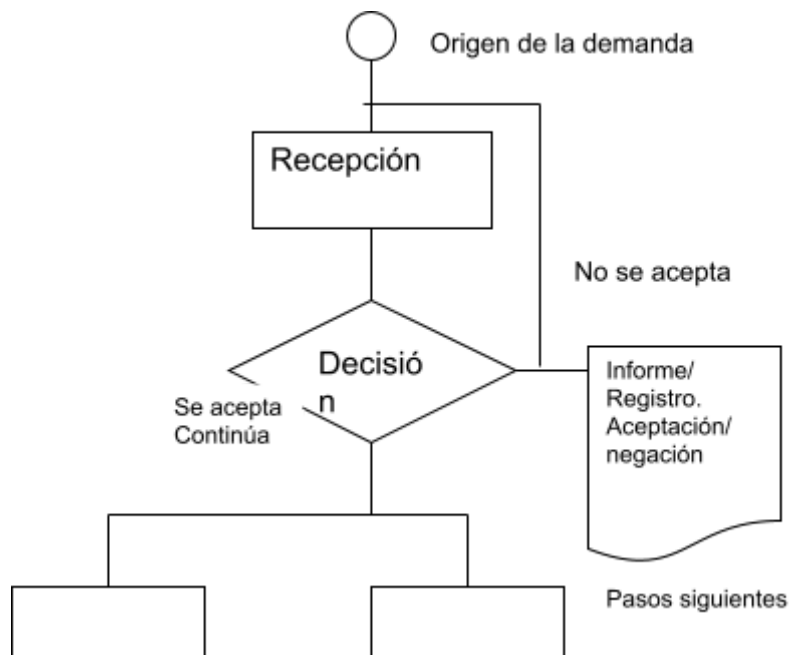 Origen de la demanda
Recepción
No se acepta
Decisió
n
Se acepta
Continúa
Informe/
Registro.
Aceptación/
negación
Pasos siguientes